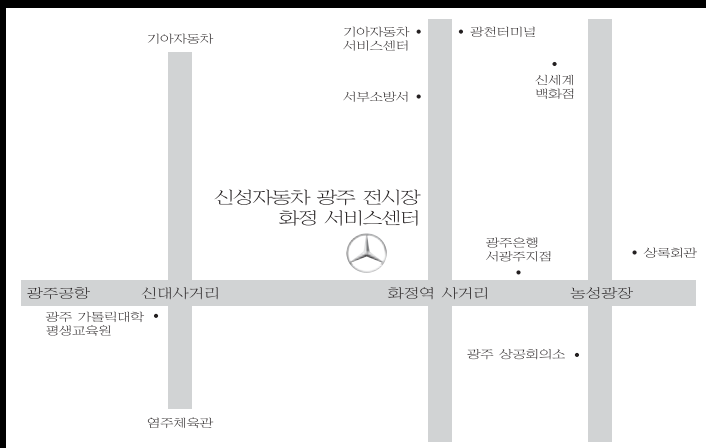 기아자동차
기아자동차
서비스센터
광천터미널
신세계
백화점
서부소방서
신성자동차 광주 전시장
화정 서비스센터
광주은행
서광주지점
상록회관
광주공항
신대사거리
화정역 사거리
농성광장
광주 가톨릭대학
평생교육원
광주 상공회의소
염주체육관